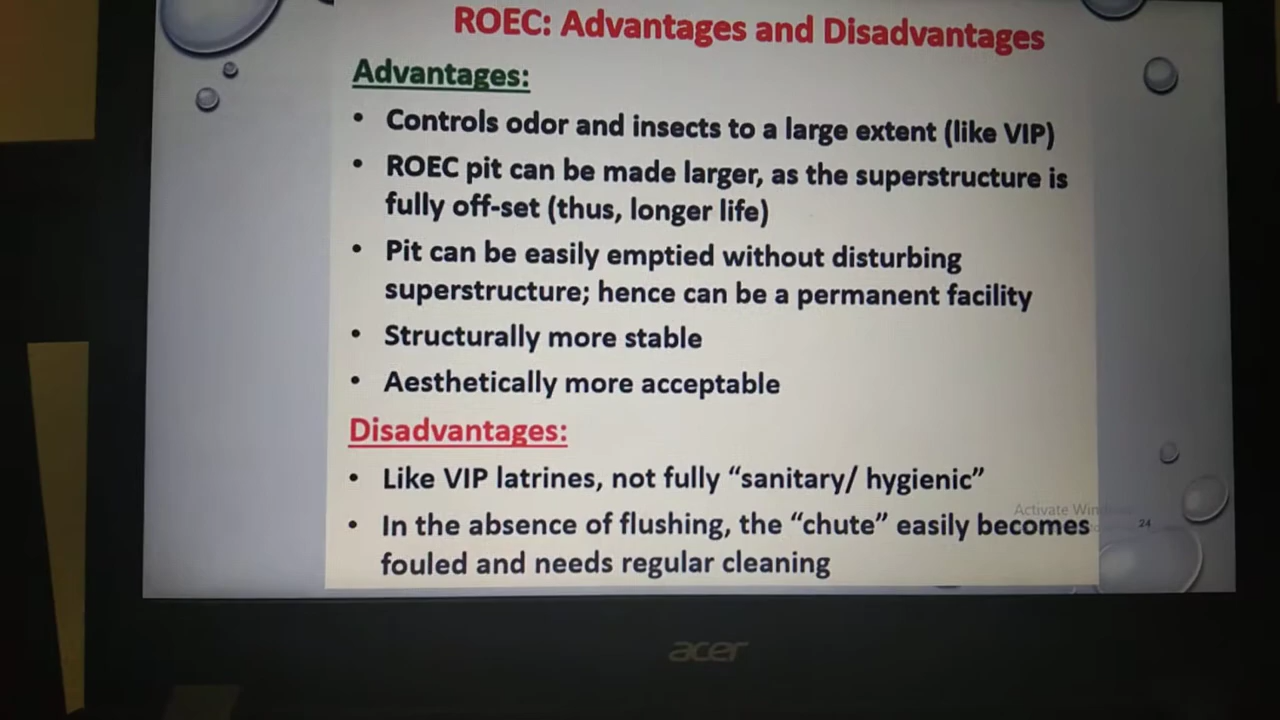 ROEC: Advantages and Disadvantages
Advantages:
• Controls odor and insects to a large extent (like VIP)
• ROEC pit can be made larger, as the superstructure is
fully off-set (thus, longer life)
• Pit can be easily emptied without disturbing
superstructure; hence can be a permanent facility
• Structurally more stable
• Aesthetically more acceptable
Disadvantages:
• Like VIP latrines, not fully “sanitary/ hygienic”
Activate
• In the absence of flushing, the “chute” easily becomes
24
fouled and needs regular cleaning
acer